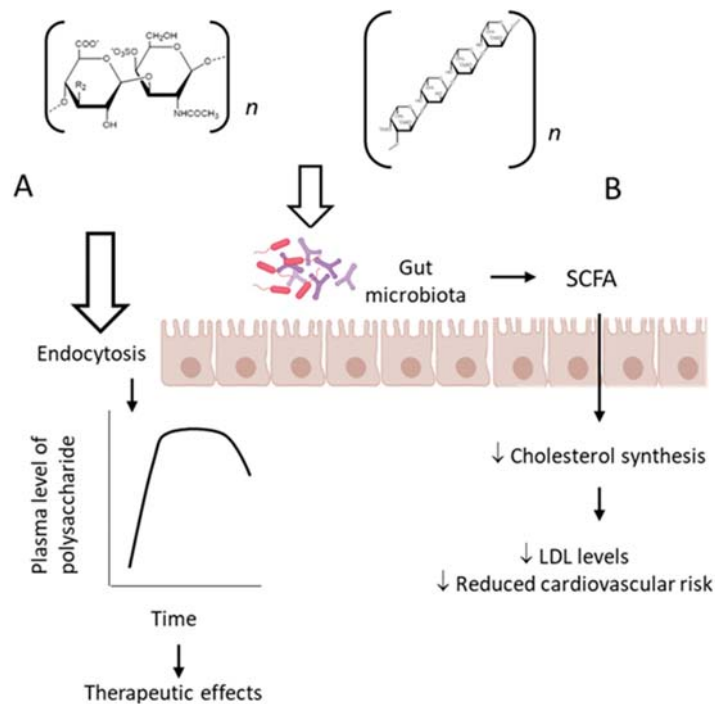 COO⁻
R₂
OH
⁻O₃SO
CH₂OH
NHCOCH₃
O
n
n
A
B
Gut
microbiota
SCFA
Endocytosis
Plasma level of
polysaccharide
Time
Therapeutic effects
↓ Cholesterol synthesis
↓ LDL levels
↓ Reduced cardiovascular risk